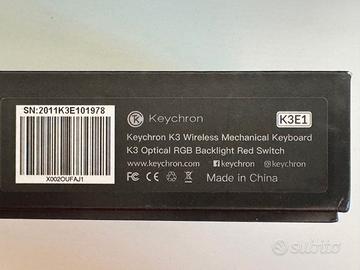 SN:2011K3E101978
X002OUFAJ1
Keychron
K3E1
Keychron K3 Wireless Mechanical Keyboard
K3 Optical RGB Backlight Red Switch
www.keychron.com keychron keychron
Made in China
subito